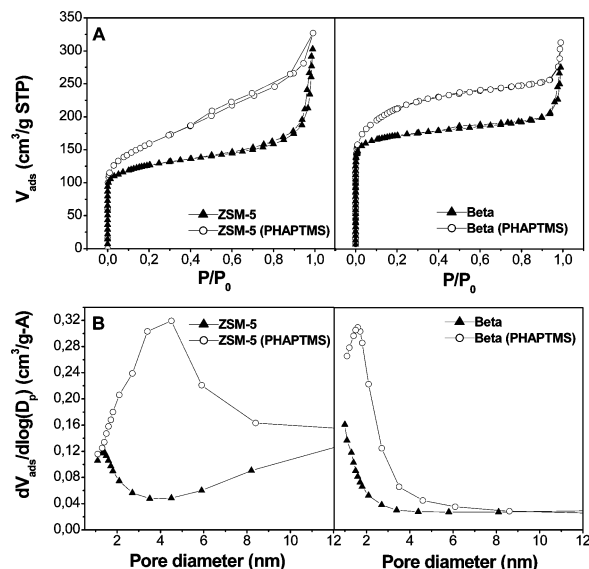 A
V_ads (cm³/g STP)
350
300
250
200
150
100
50
0
ZSM-5
ZSM-5 (PHAPTMS)
Beta
Beta (PHAPTMS)
0,0 0,2 0,4 0,6 0,8 1,0
0,0 0,2 0,4 0,6 0,8 1,0
P/P₀
P/P₀
B
dV_ads/dlog(D_p) (cm³/g-A)
0,32
0,28
0,24
0,20
0,16
0,12
0,08
0,04
0,00
ZSM-5
ZSM-5 (PHAPTMS)
Beta
Beta (PHAPTMS)
2 4 6 8 10 12
2 4 6 8 10 12
Pore diameter (nm)
Pore diameter (nm)